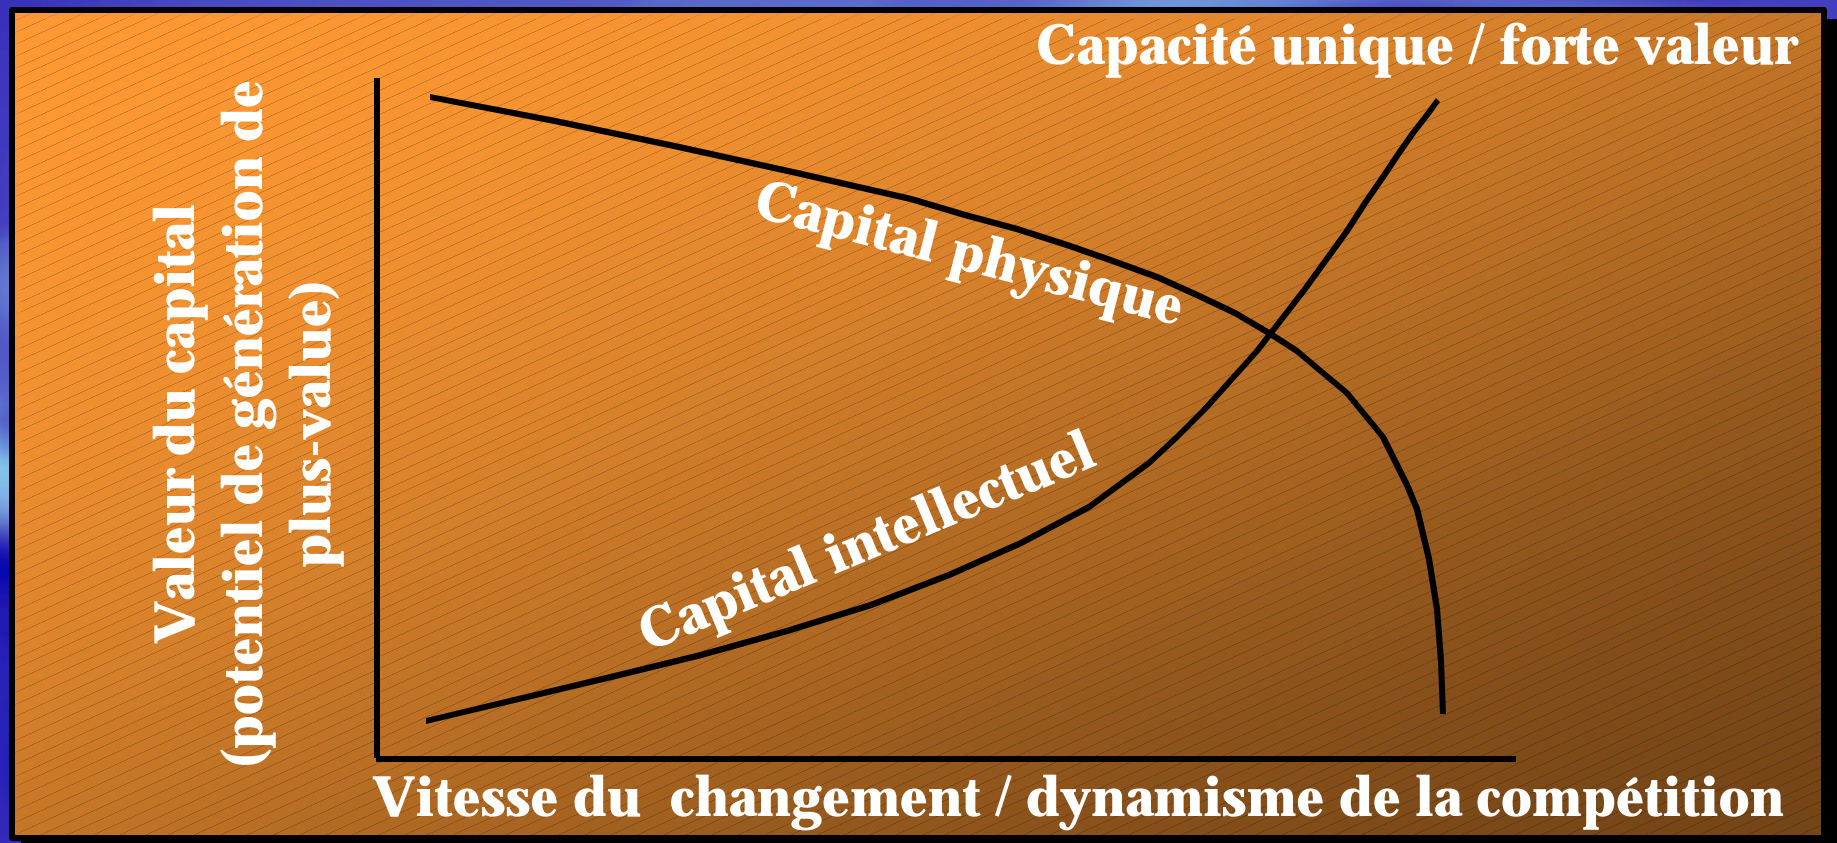 Capacité unique / forte valeur
Valeur du capital
(potentiel de génération de
plus-value)
Capital physique
Capital intellectuel
Vitesse du  changement / dynamisme de la compétition